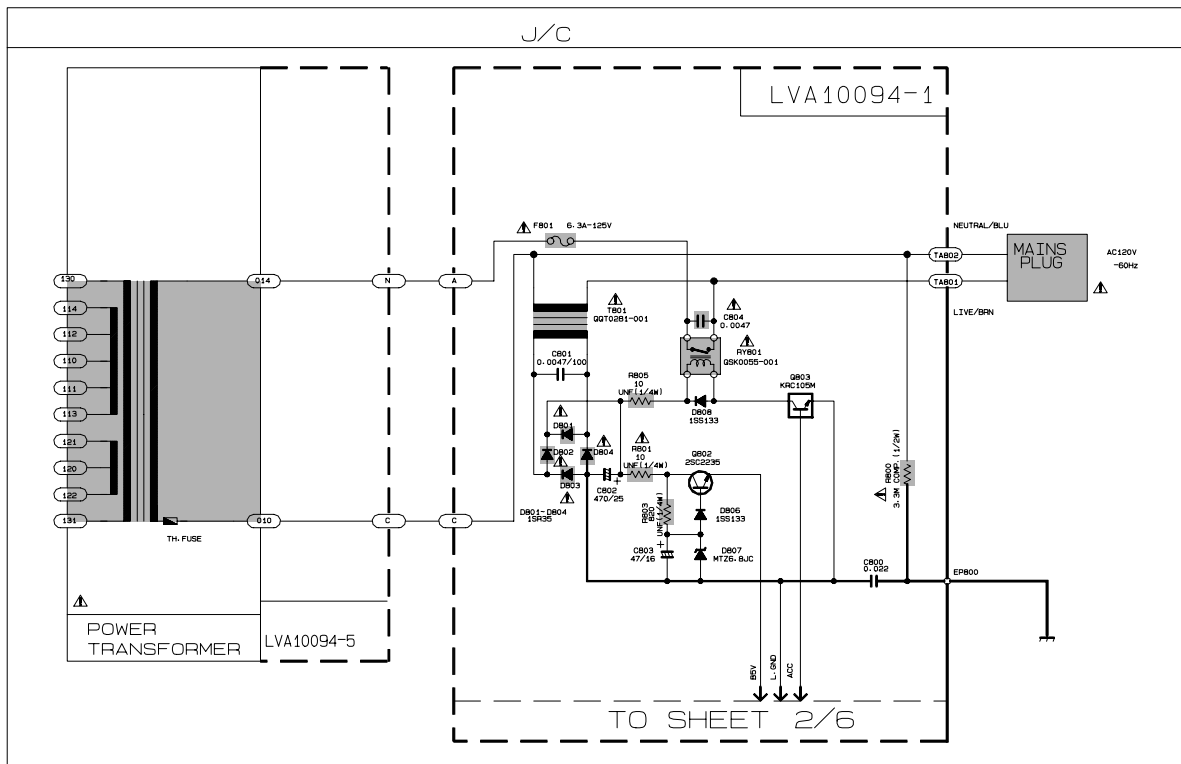 J/C
LVA10094-1
F801 6.3A-125V
NEUTRAL/BLU
TA802
MAINS
PLUG
AC120V
~60Hz
130
014
N
A
TA801
LIVE/BRN
114
112
110
111
113
121
120
122
131
010
C
C
TH.FUSE
T801
QQT0281-001
C804
0.0047
RY801
QSK0055-001
C801
0.0047/100
R805
10
UNF(1/4W)
D808
1SS133
Q803
KRC105M
D801
D802
D804
D803
R801
10
UNF(1/4W)
Q802
2SC2235
C802
470/25
+
D801-D804
1SR35
R803
820
UNF(1/4W)
D806
1SS133
C803
47/16
+
D807
MTZ6.8JC
R800
3.3M COMP.(1/2W)
C800
0.022
EP800
POWER
TRANSFORMER
LVA10094-5
B5V
L.GND
ACC
TO SHEET 2/6